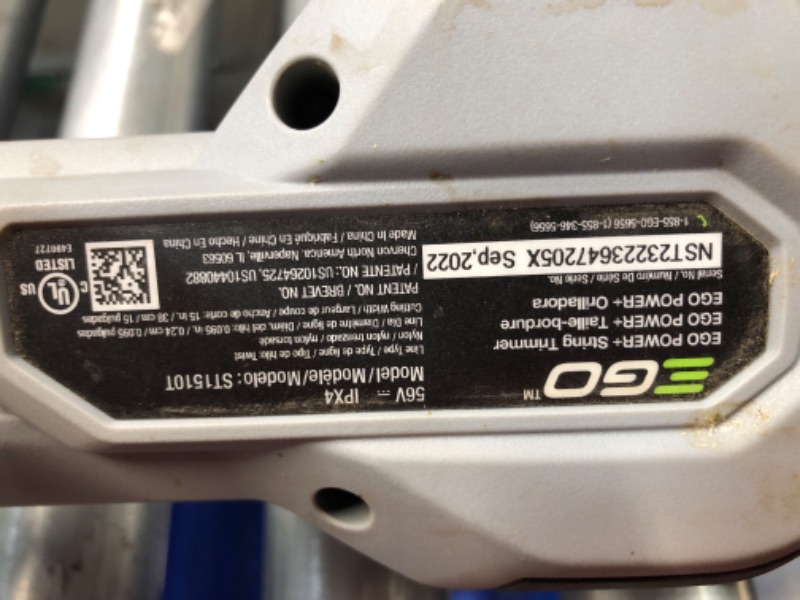 EGO™
EGO POWER+ String Trimmer
EGO POWER+ Taille-bordure
EGO POWER+ Orilladora
Serial No. / Numéro De Série / Serie No.
NST23223647205X Sep,2022
1-855-EGO-5656 (1-855-346-5656)
56V ⎓ IPX4
Model / Modèle/ Modelo: ST1510T
Line Type / Type de ligne / Tipo de hilo: Twist
Nylon / nylon trenzado / nylon torsadé
Line Dia / Diamètre de ligne / Diám. del hilo: 0.095 in. / 0.24 cm / 0.095 pulgadas
Cutting Width / Largeur de coupe / Ancho de corte: 15 in. / 38 cm / 15 pulgadas
PATENT NO. / BREVET NO.
/ PATENTE NO.: US10264725, US10440882
Chervon North America, Naperville, IL, 60563
Made In China / Fabriqué En Chine / Hecho En China
C UL US
LISTED
E490727